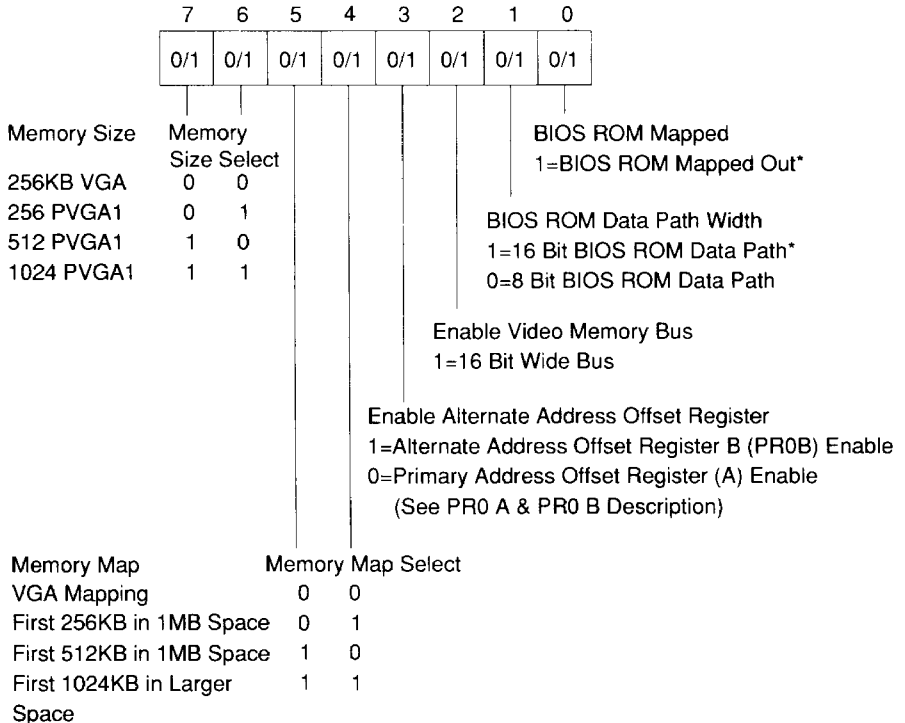 7 6 5 4 3 2 1 0
0/1 0/1 0/1 0/1 0/1 0/1 0/1 0/1
Memory Size Memory
Size Select
256KB VGA 0 0
256 PVGA1 0 1
512 PVGA1 1 0
1024 PVGA1 1 1
BIOS ROM Mapped
1=BIOS ROM Mapped Out*
BIOS ROM Data Path Width
1=16 Bit BIOS ROM Data Path*
0=8 Bit BIOS ROM Data Path
Enable Video Memory Bus
1=16 Bit Wide Bus
Enable Alternate Address Offset Register
1=Alternate Address Offset Register B (PR0B) Enable
0=Primary Address Offset Register (A) Enable
(See PR0 A & PR0 B Description)
Memory Map Memory Map Select
VGA Mapping 0 0
First 256KB in 1MB Space 0 1
First 512KB in 1MB Space 1 0
First 1024KB in Larger 1 1
Space